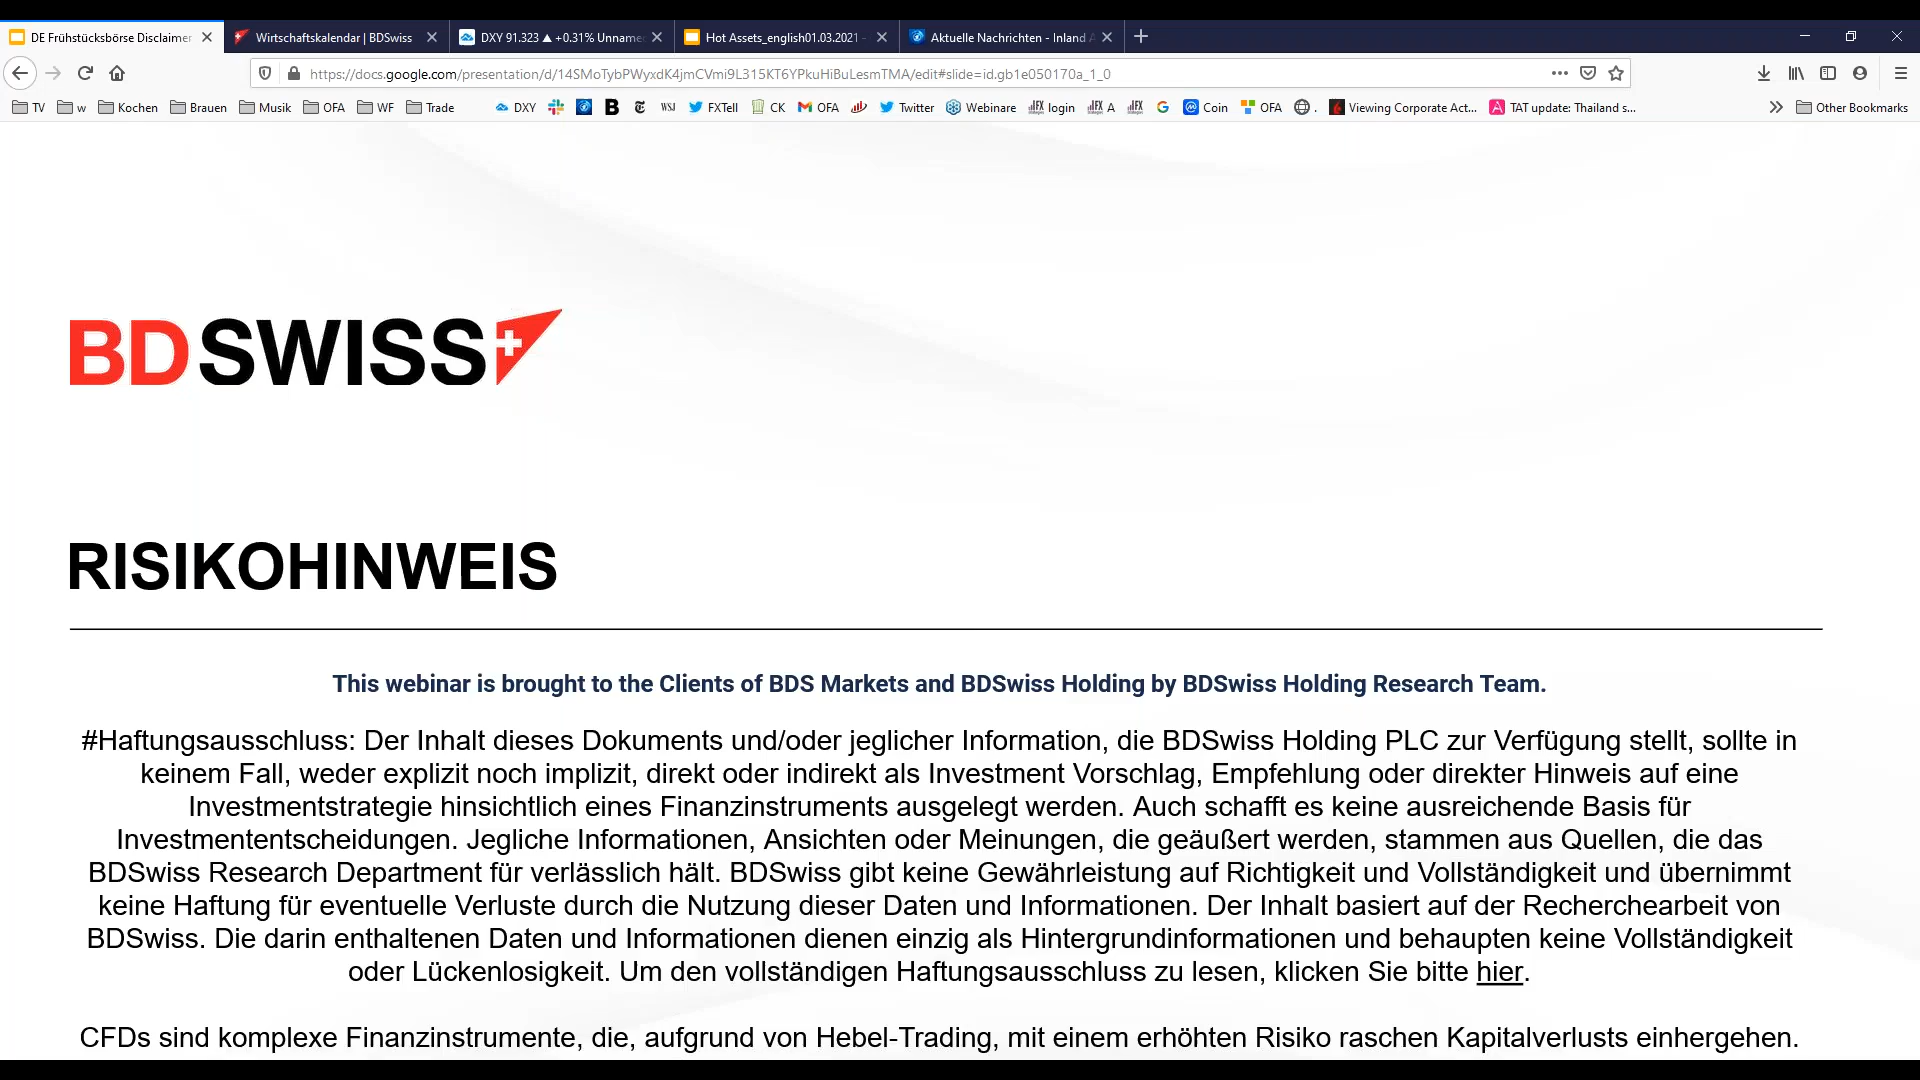 DE Frühstücksbörse Disclaimer
Wirtschaftskalendar | BDSwiss
DXY 91.323 ▲ +0.31% Unname
Hot Assets_english01.03.2021 -
Aktuelle Nachrichten - Inland A
https://docs.google.com/presentation/d/14SMoTybPWyxdK4jmCVmi9L315KT6YPkuHiBuLesmTMA/edit#slide=id.gb1e050170a_1_0
TV w Kochen Brauen Musik OFA WF Trade DXY B WSJ FXTell CK OFA Twitter Webinare login A G Coin OFA . Viewing Corporate Act... TAT update: Thailand s... Other Bookmarks
BDSWISS
RISIKOHINWEIS
This webinar is brought to the Clients of BDS Markets and BDSwiss Holding by BDSwiss Holding Research Team.
#Haftungsausschluss: Der Inhalt dieses Dokuments und/oder jeglicher Information, die BDSwiss Holding PLC zur Verfügung stellt, sollte in
keinem Fall, weder explizit noch implizit, direkt oder indirekt als Investment Vorschlag, Empfehlung oder direkter Hinweis auf eine
Investmentstrategie hinsichtlich eines Finanzinstruments ausgelegt werden. Auch schafft es keine ausreichende Basis für
Investmententscheidungen. Jegliche Informationen, Ansichten oder Meinungen, die geäußert werden, stammen aus Quellen, die das
BDSwiss Research Department für verlässlich hält. BDSwiss gibt keine Gewährleistung auf Richtigkeit und Vollständigkeit und übernimmt
keine Haftung für eventuelle Verluste durch die Nutzung dieser Daten und Informationen. Der Inhalt basiert auf der Recherchearbeit von
BDSwiss. Die darin enthaltenen Daten und Informationen dienen einzig als Hintergrundinformationen und behaupten keine Vollständigkeit
oder Lückenlosigkeit. Um den vollständigen Haftungsausschluss zu lesen, klicken Sie bitte hier.
CFDs sind komplexe Finanzinstrumente, die, aufgrund von Hebel-Trading, mit einem erhöhten Risiko raschen Kapitalverlusts einhergehen.